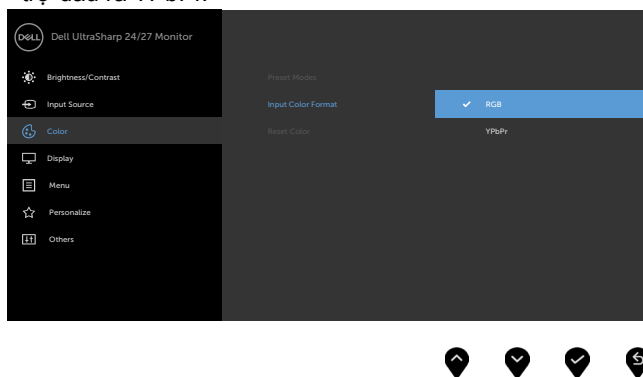 DELL Dell UltraSharp 24/27 Monitor
Brightness/Contrast
Preset Modes
Input Source
Input Color Format
RGB
Color
Reset Color
YPbPr
Display
Menu
Personalize
Others